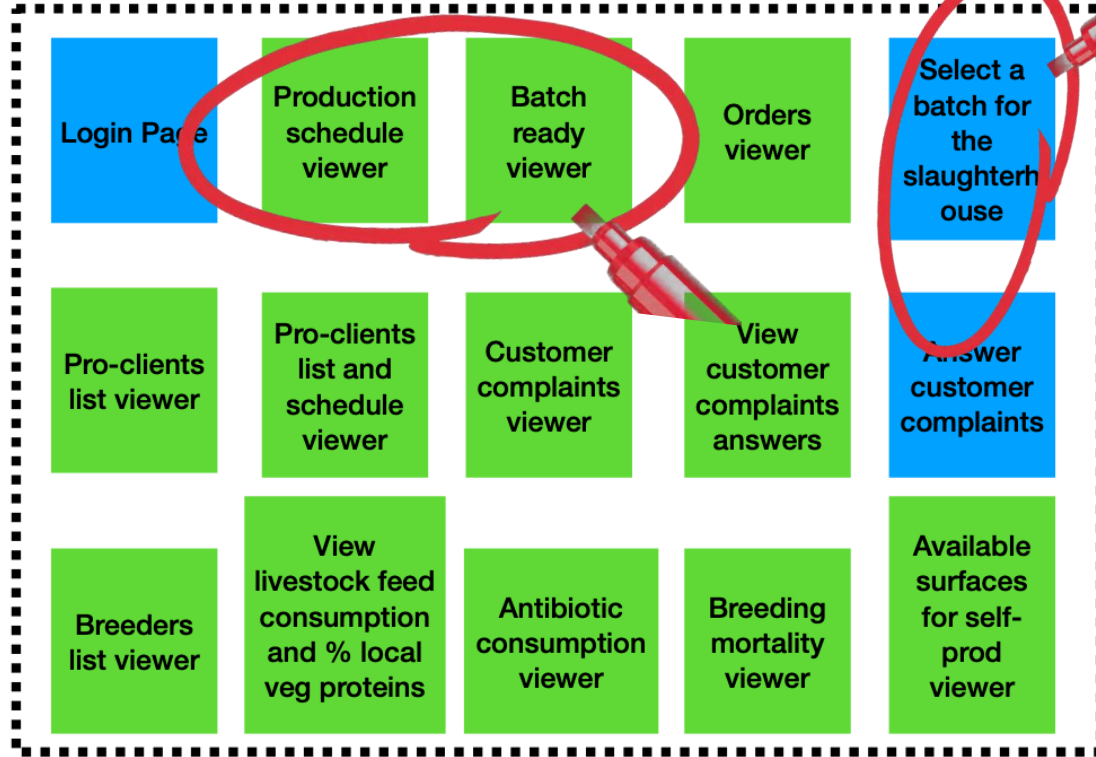 Login Page
Production
schedule
viewer
Batch
ready
viewer
Orders
viewer
Select a
batch for
the
slaughterh
ouse
Pro-clients
list viewer
Pro-clients
list and
schedule
viewer
Customer
complaints
viewer
View
customer
complaints
answers
Answer
customer
complaints
Breeders
list viewer
View
livestock feed
consumption
and % local
veg proteins
Antibiotic
consumption
viewer
Breeding
mortality
viewer
Available
surfaces
for self-
prod
viewer